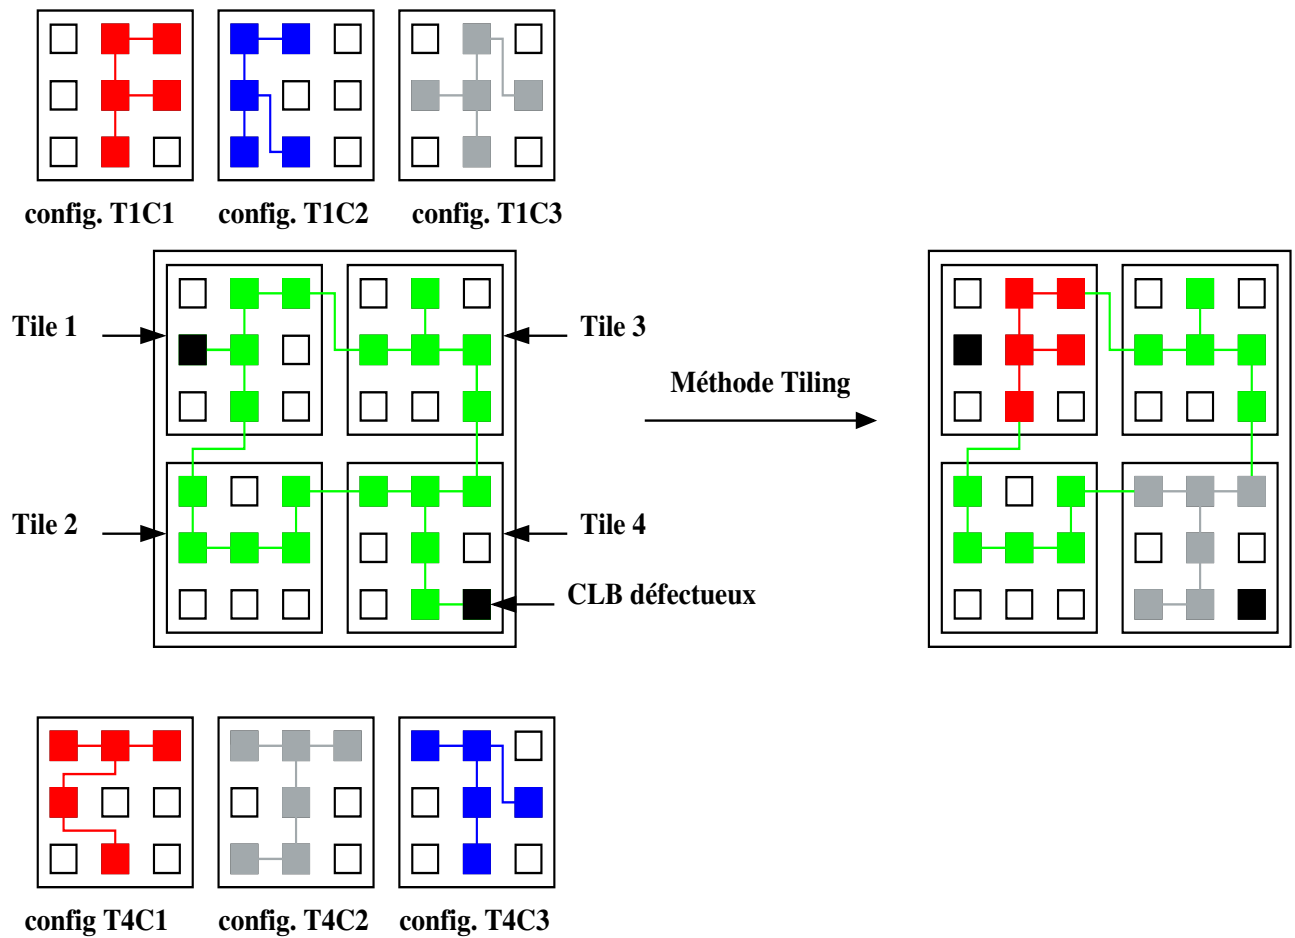 config. T1C1
config. T1C2
config. T1C3
Tile 1
Tile 3
Méthode Tiling
Tile 2
Tile 4
CLB défectueux
config T4C1
config. T4C2
config. T4C3